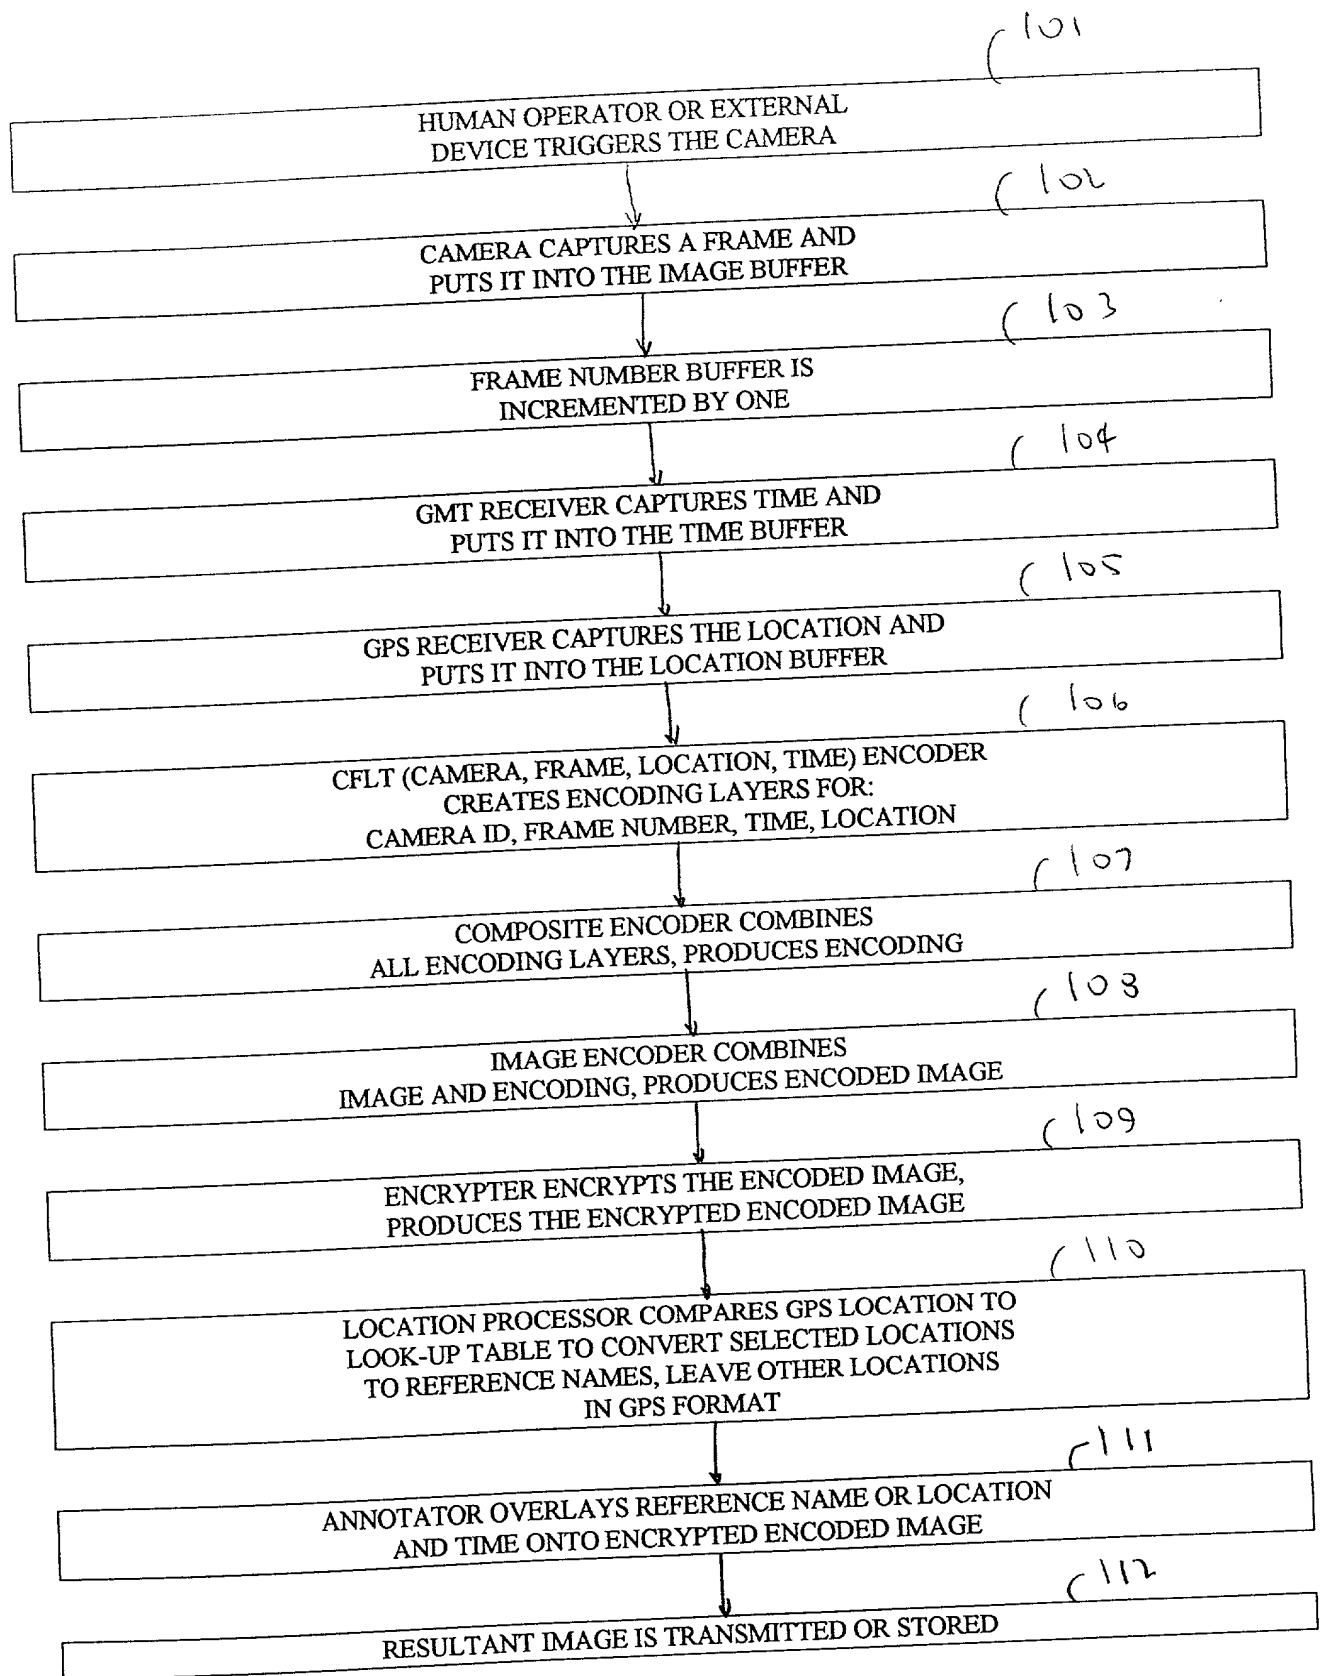 101
HUMAN OPERATOR OR EXTERNAL
DEVICE TRIGGERS THE CAMERA
102
CAMERA CAPTURES A FRAME AND
PUTS IT INTO THE IMAGE BUFFER
103
FRAME NUMBER BUFFER IS
INCREMENTED BY ONE
104
GMT RECEIVER CAPTURES TIME AND
PUTS IT INTO THE TIME BUFFER
105
GPS RECEIVER CAPTURES THE LOCATION AND
PUTS IT INTO THE LOCATION BUFFER
106
CFLT (CAMERA, FRAME, LOCATION, TIME) ENCODER
CREATES ENCODING LAYERS FOR:
CAMERA ID, FRAME NUMBER, TIME, LOCATION
107
COMPOSITE ENCODER COMBINES
ALL ENCODING LAYERS, PRODUCES ENCODING
108
IMAGE ENCODER COMBINES
IMAGE AND ENCODING, PRODUCES ENCODED IMAGE
109
ENCRYPTER ENCRYPTS THE ENCODED IMAGE,
PRODUCES THE ENCRYPTED ENCODED IMAGE
110
LOCATION PROCESSOR COMPARES GPS LOCATION TO
LOOK-UP TABLE TO CONVERT SELECTED LOCATIONS
TO REFERENCE NAMES, LEAVE OTHER LOCATIONS
IN GPS FORMAT
111
ANNOTATOR OVERLAYS REFERENCE NAME OR LOCATION
AND TIME ONTO ENCRYPTED ENCODED IMAGE
112
RESULTANT IMAGE IS TRANSMITTED OR STORED